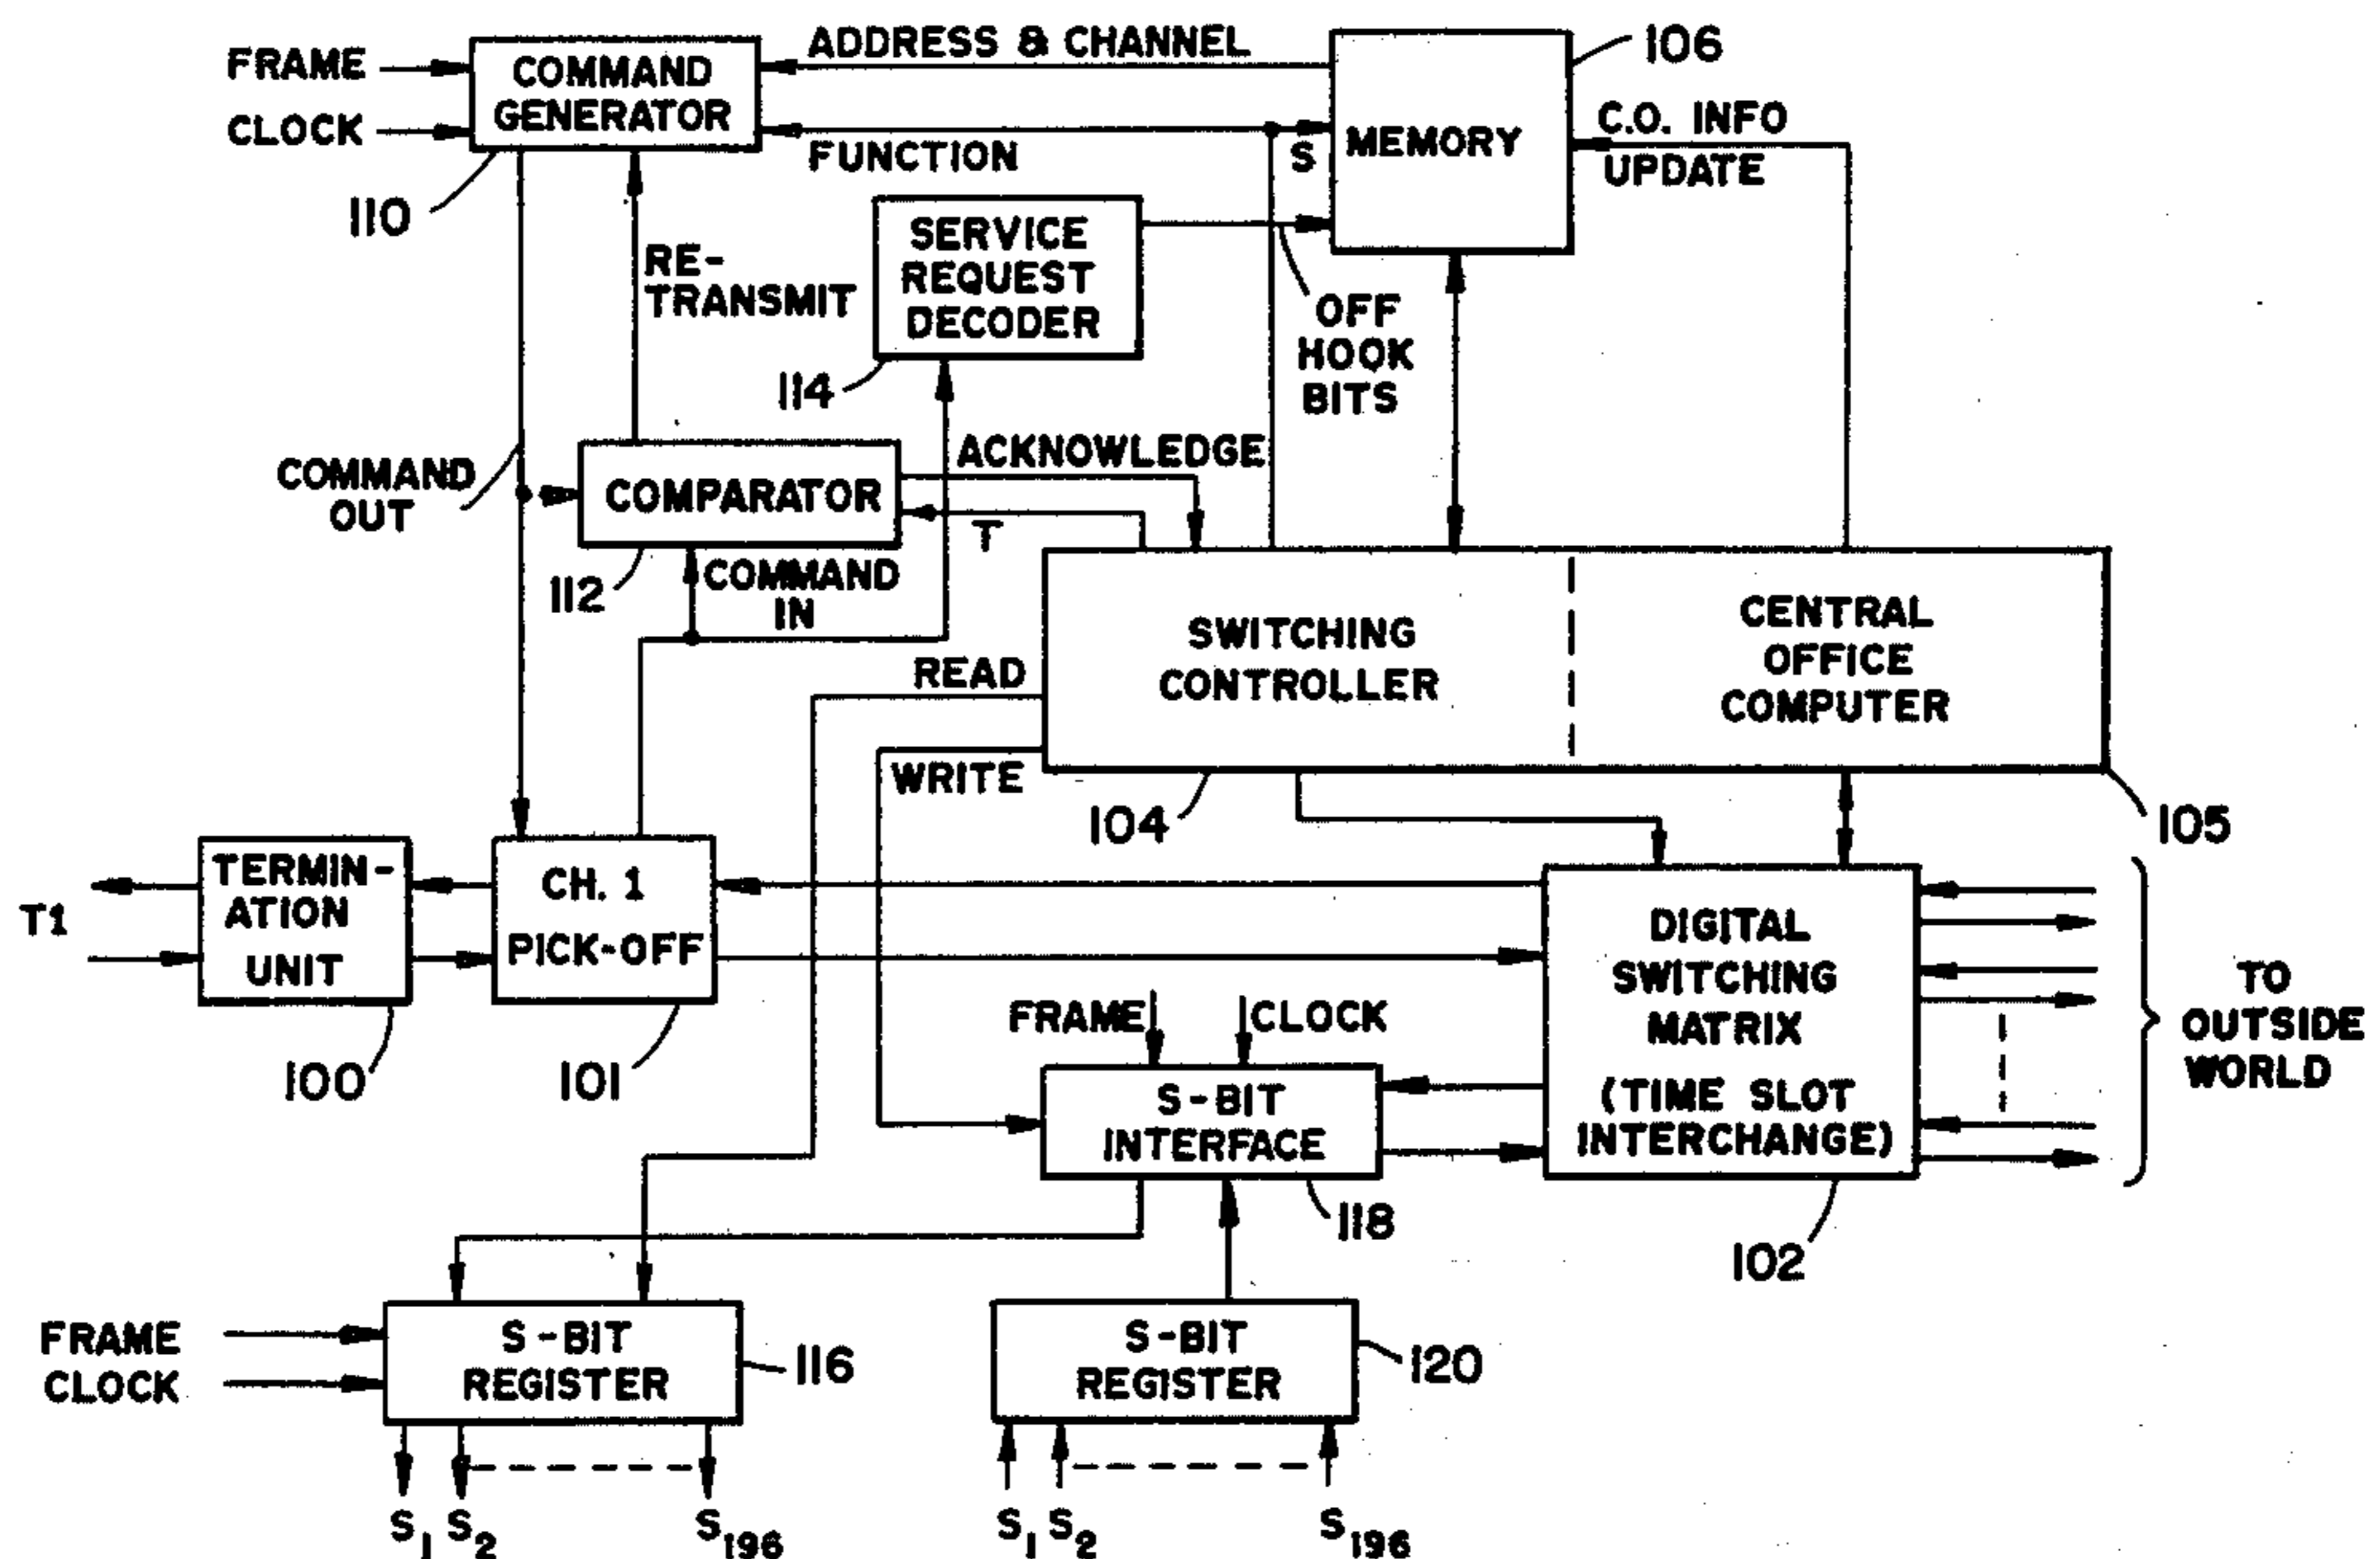 FRAME
CLOCK
COMMAND
GENERATOR
110
ADDRESS & CHANNEL
FUNCTION
S
MEMORY
106
C.O. INFO
UPDATE
RE-
TRANSMIT
SERVICE
REQUEST
DECODER
114
OFF
HOOK
BITS
COMMAND
OUT
COMPARATOR
112
ACKNOWLEDGE
T
COMMAND
IN
READ
WRITE
SWITCHING
CONTROLLER
104
CENTRAL
OFFICE
COMPUTER
105
T1
TERMIN-
ATION
UNIT
100
CH. 1
PICK-OFF
101
FRAME
CLOCK
S-BIT
INTERFACE
118
DIGITAL
SWITCHING
MATRIX
(TIME SLOT
INTERCHANGE)
102
TO
OUTSIDE
WORLD
FRAME
CLOCK
S-BIT
REGISTER
116
S1 S2 S196
S-BIT
REGISTER
120
S1 S2 S196